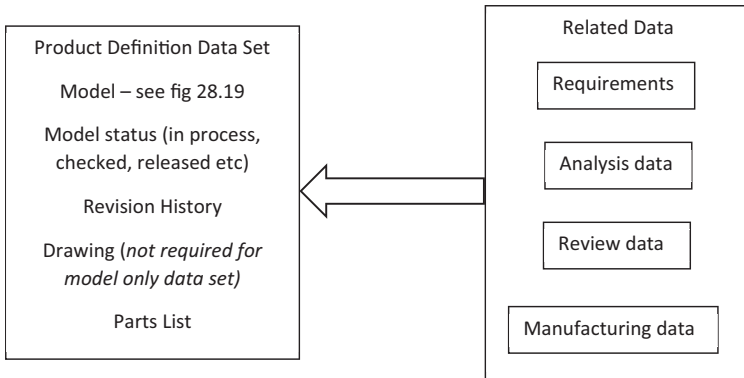 Product Definition Data Set
Model – see fig 28.19
Model status (in process,
checked, released etc)
Revision History
Drawing (not required for
model only data set)
Parts List
Related Data
Requirements
Analysis data
Review data
Manufacturing data